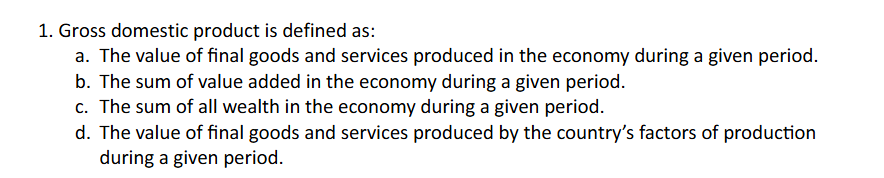 1. Gross domestic product is defined as:
a. The value of final goods and services produced in the economy during a given period.
b. The sum of value added in the economy during a given period.
c. The sum of all wealth in the economy during a given period.
d. The value of final goods and services produced by the country’s factors of production
during a given period.